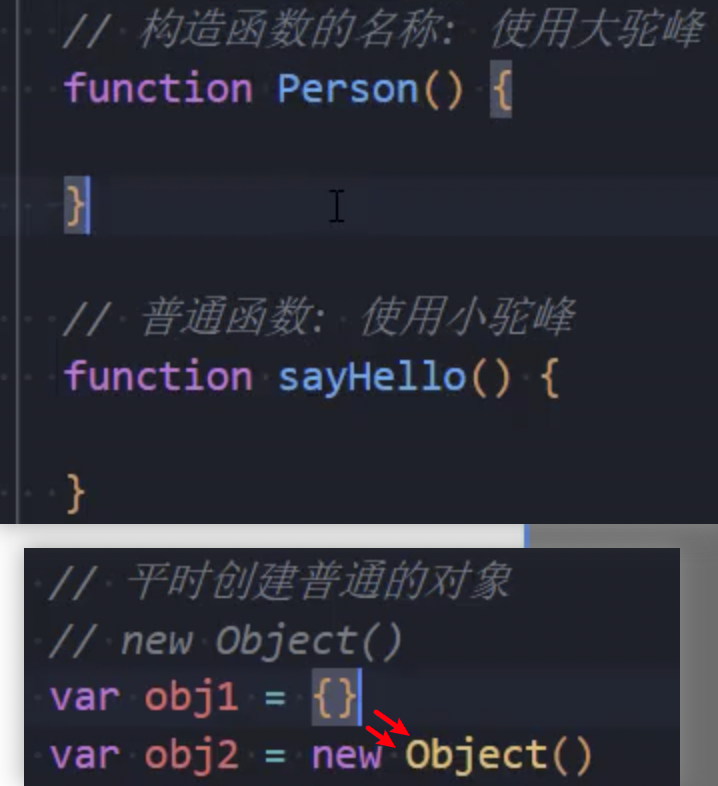 // 构造函数的名称: 使用大驼峰
function Person() {
}
// 普通函数: 使用小驼峰
function sayHello() {
}
// 平时创建普通的对象
// new Object()
var obj1 = {}
var obj2 = new Object()